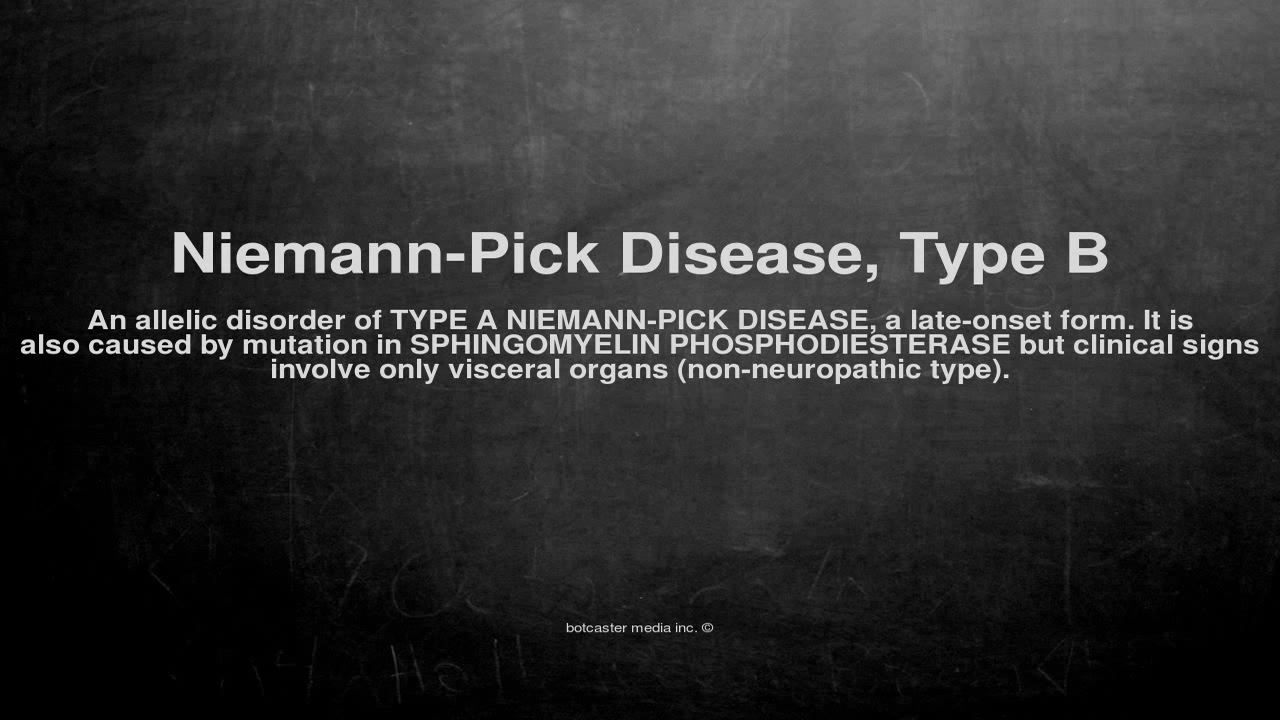 Niemann-Pick Disease, Type B
An allelic disorder of TYPE A NIEMANN-PICK DISEASE, a late-onset form. It is
also caused by mutation in SPHINGOMYELIN PHOSPHODIESTERASE but clinical signs
involve only visceral organs (non-neuropathic type).
botcaster media inc. ©